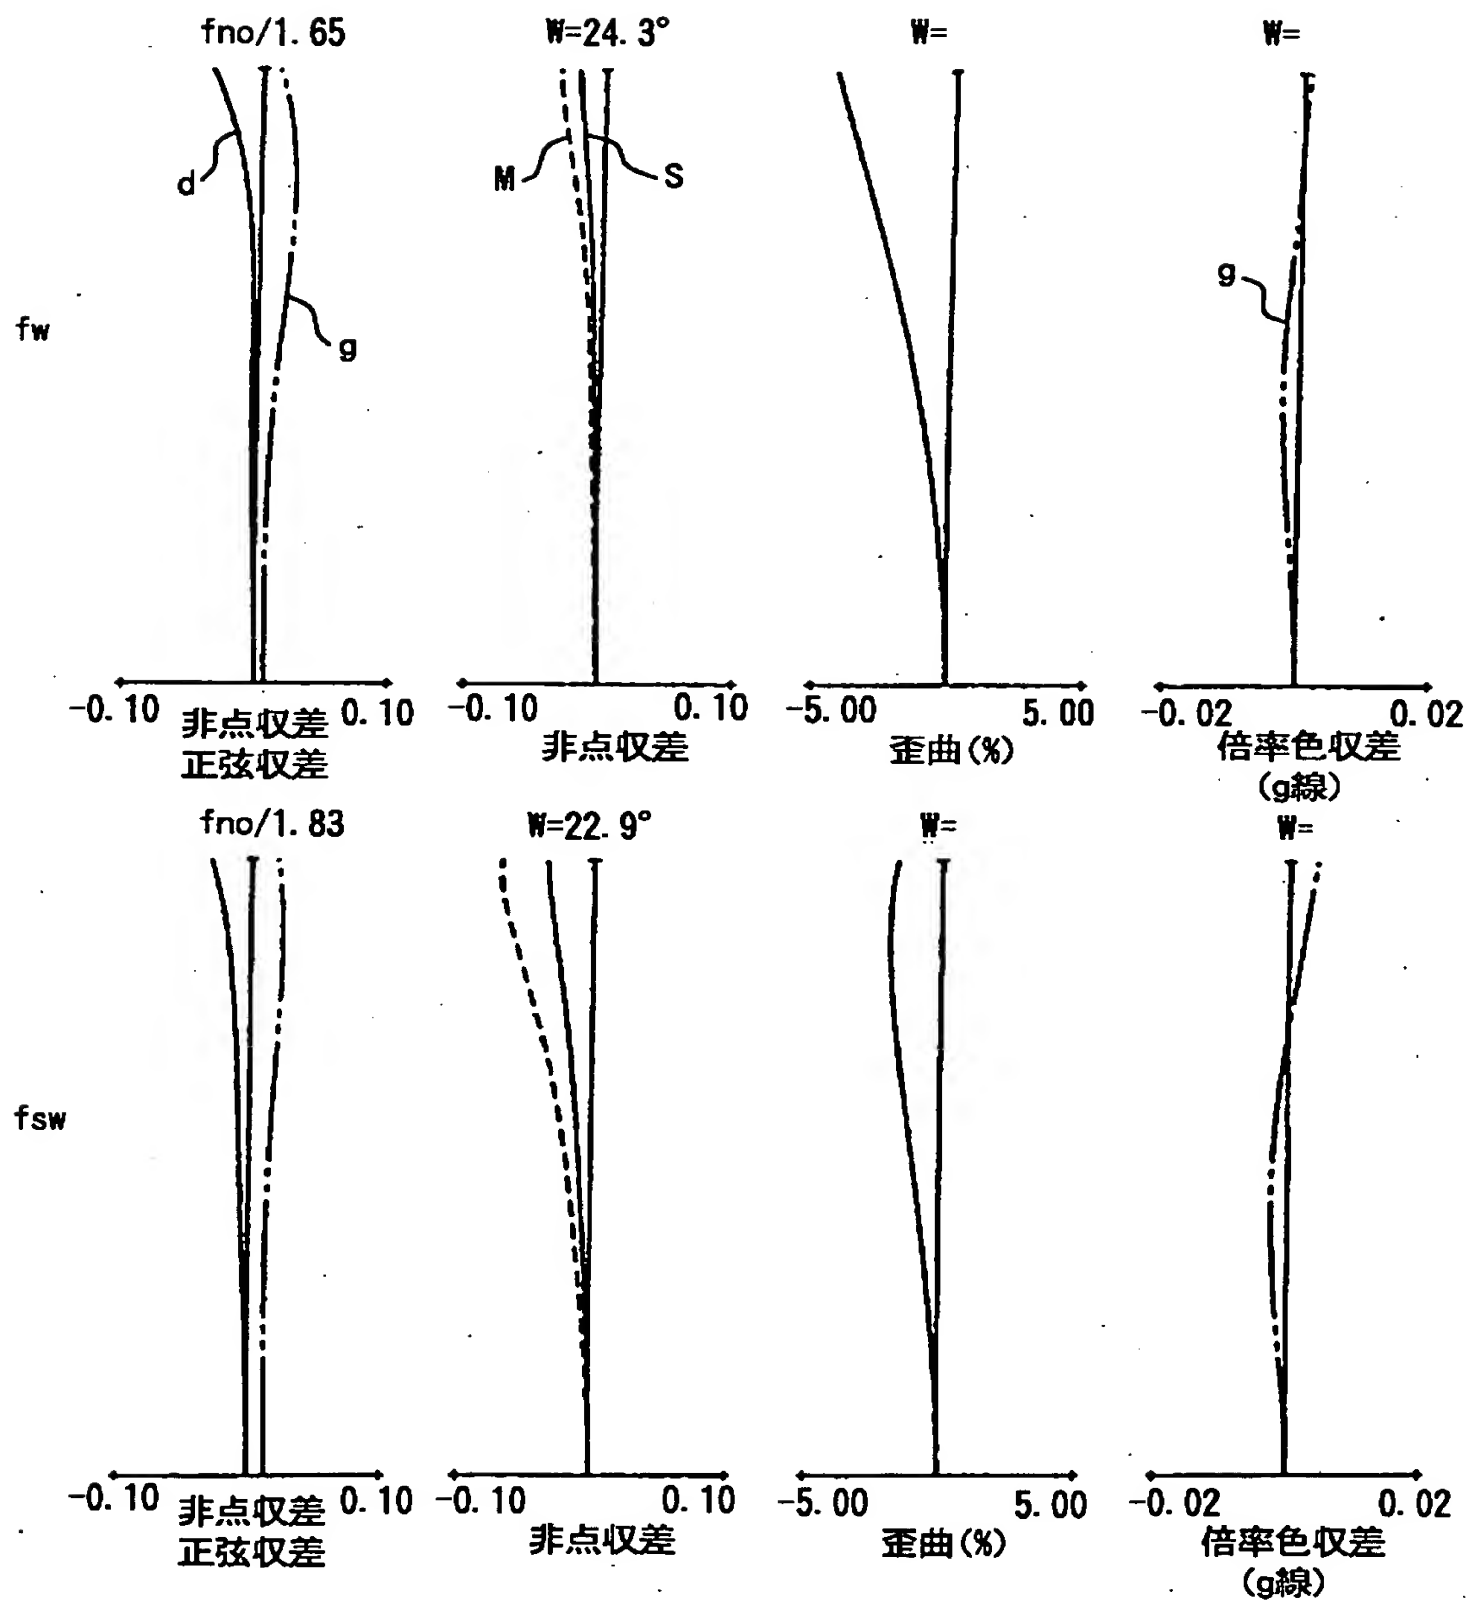 fno/1.65
W=24.3°
W=
W=
d
M
S
g
g
fw
-0.10
0.10
-0.10
0.10
-5.00
5.00
-0.02
0.02
非点収差
正弦収差
非点収差
歪曲(%)
倍率色収差
(g線)
fno/1.83
W=22.9°
W=
W=
fsw
-0.10
0.10
-0.10
0.10
-5.00
5.00
-0.02
0.02
非点収差
正弦収差
非点収差
歪曲(%)
倍率色収差
(g線)